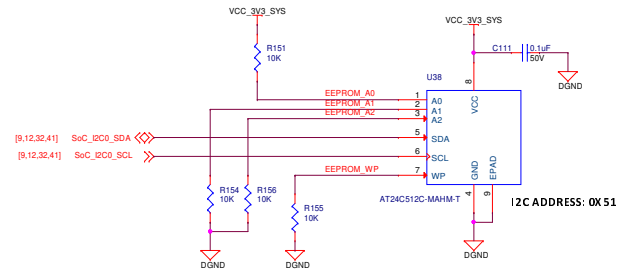 VCC_3V3_SYS
VCC_3V3_SYS
R151
10K
C111
0.1uF
50V
DGND
U38
8
VCC
EEPROM_A0
1
A0
EEPROM_A1
2
A1
EEPROM_A2
3
A2
[9,12,32,41]
SoC_I2C0_SDA
5
SDA
[9,12,32,41]
SoC_I2C0_SCL
6
SCL
EEPROM_WP
7
WP
GND
EPAD
4
9
R154
10K
R156
10K
R155
10K
AT24C512C-MAHM-T
I2C ADDRESS: 0X51
DGND
DGND
DGND